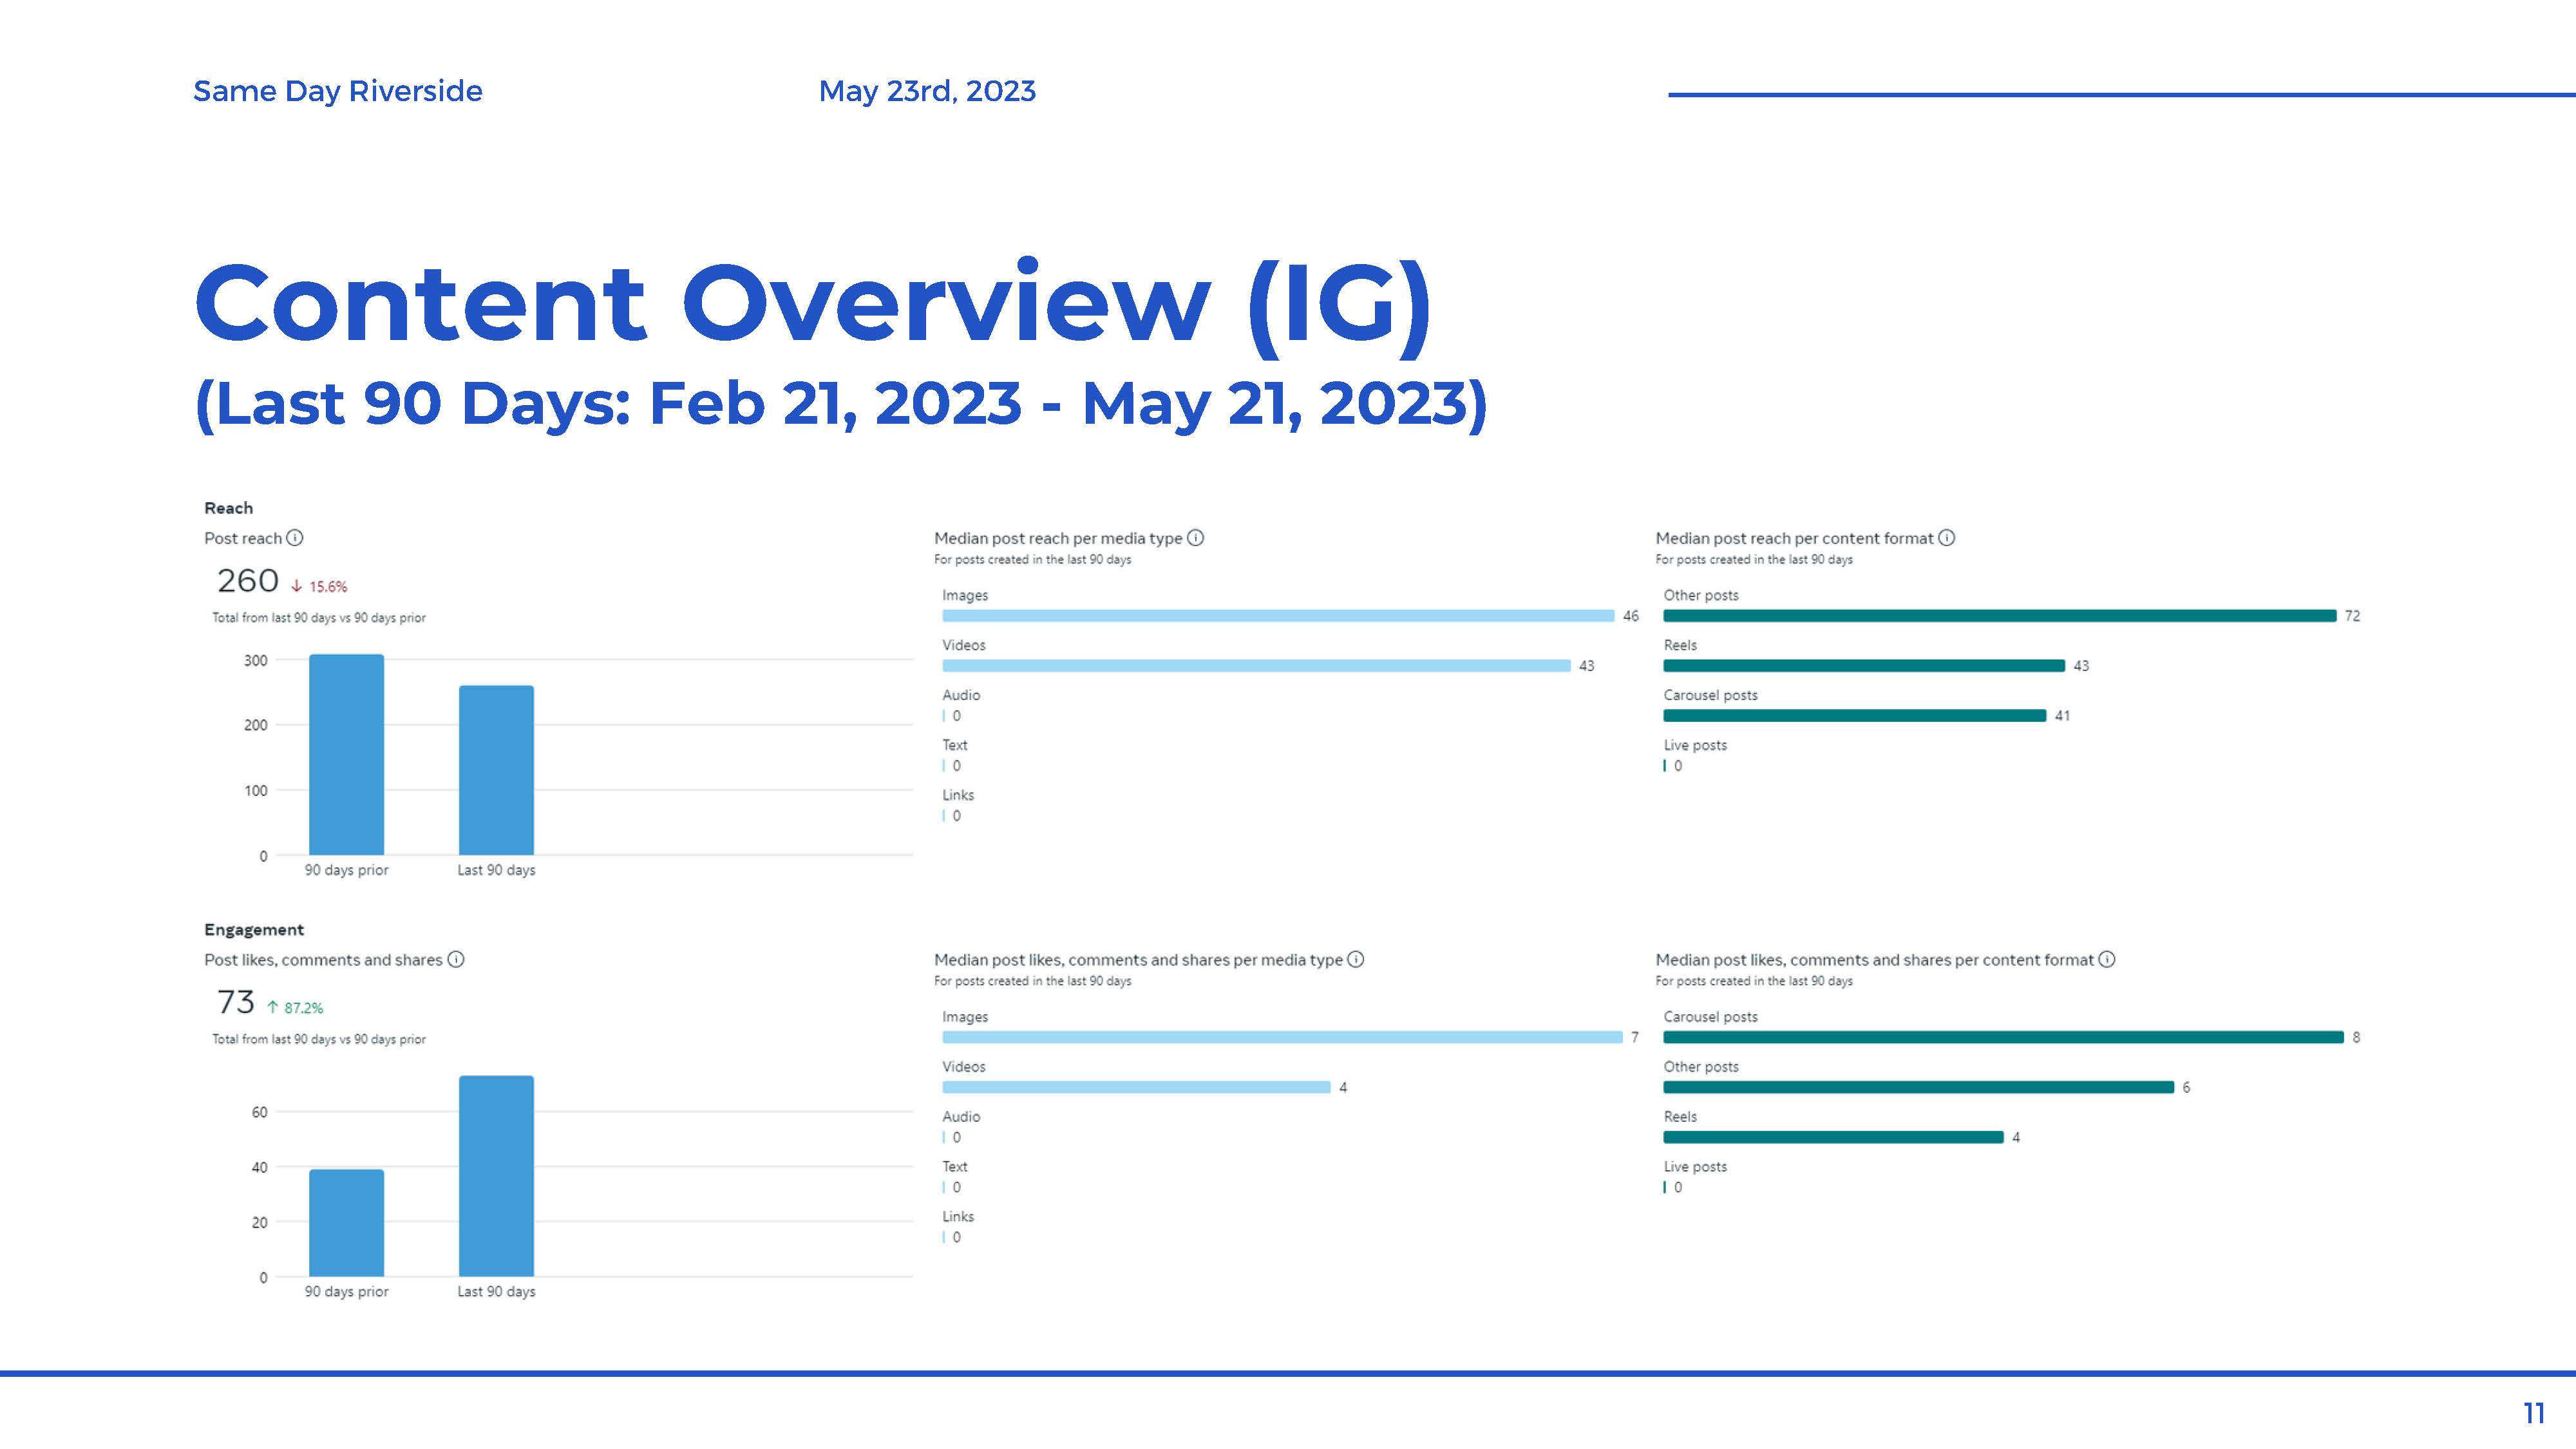 Same Day Riverside
May 23rd, 2023
Content Overview (IG)
(Last 90 Days: Feb 21, 2023 - May 21, 2023)
Reach
Post reach
260 ↓ 15.6%
Total from last 90 days vs 90 days prior
300
200
100
0
90 days prior
Last 90 days
Median post reach per media type
For posts created in the last 90 days
Images
46
Videos
43
Audio
0
Text
0
Links
0
Median post reach per content format
For posts created in the last 90 days
Other posts
72
Reels
43
Carousel posts
41
Live posts
0
Engagement
Post likes, comments and shares
73 ↑ 87.2%
Total from last 90 days vs 90 days prior
60
40
20
0
90 days prior
Last 90 days
Median post likes, comments and shares per media type
For posts created in the last 90 days
Images
7
Videos
4
Audio
0
Text
0
Links
0
Median post likes, comments and shares per content format
For posts created in the last 90 days
Carousel posts
8
Other posts
6
Reels
4
Live posts
0
11